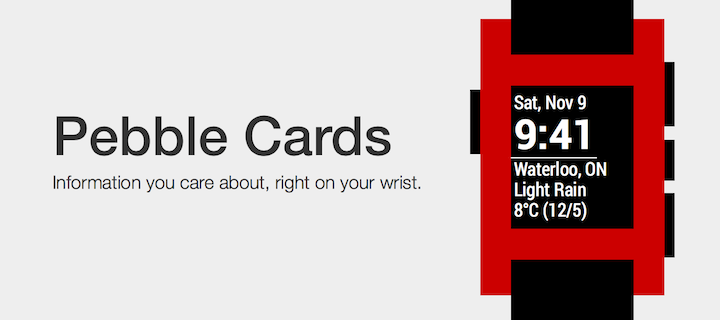 Pebble Cards
Information you care about, right on your wrist.
Sat, Nov 9
9:41
Waterloo, ON
Light Rain
8°C (12/5)